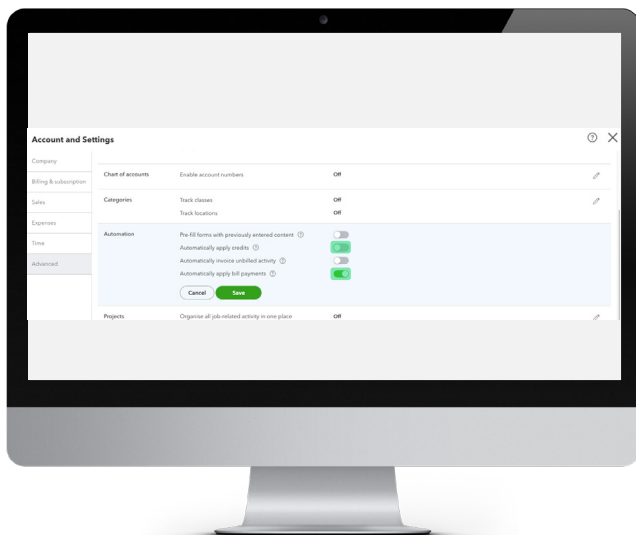 Account and Settings
Company
Billing & subscription
Sales
Expenses
Time
Advanced
Chart of accounts Enable account numbers Off
Categories Track classes Off
Track locations Off
Automation Pre-fill forms with previously entered content
Automatically apply credits
Automatically invoice unbilled activity
Automatically apply bill payments
Cancel Save
Projects Organise all job-related activity in one place Off